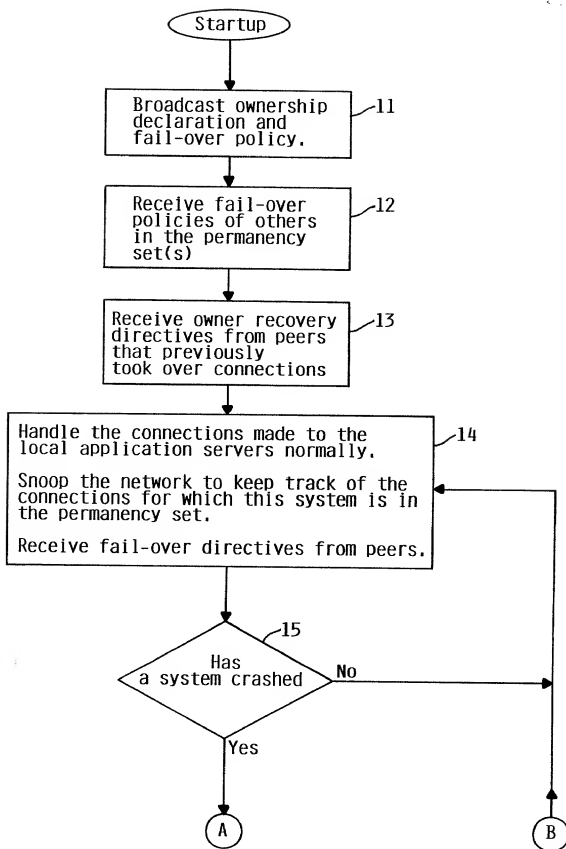 Startup
Broadcast ownership
declaration and
fail-over policy.
11
Receive fail-over
policies of others
in the permanency
set(s)
12
Receive owner recovery
directives from peers
that previously
took over connections
13
Handle the connections made to the
local application servers normally.
Snoop the network to keep track of the
connections for which this system is in
the permanency set.
Receive fail-over directives from peers.
14
15
Has
a system crashed
No
Yes
A
B